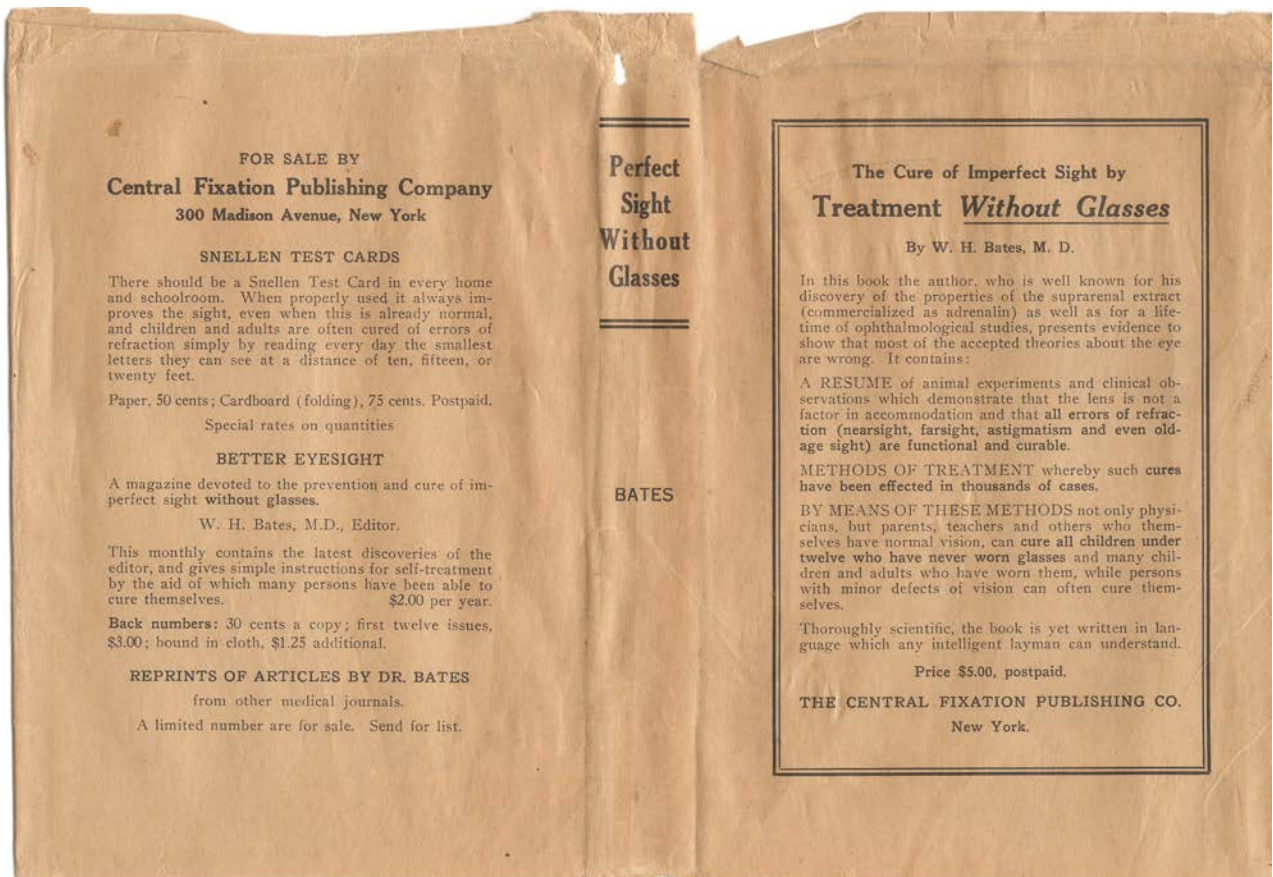 FOR SALE BY
Central Fixation Publishing Company
300 Madison Avenue, New York
SNELLEN TEST CARDS
There should be a Snellen Test Card in every home
and schoolroom. When properly used it always im-
proves the sight, even when this is already normal,
and children and adults are often cured of errors of
refraction simply by reading every day the smallest
letters they can see at a distance of ten, fifteen, or
twenty feet.
Paper, 50 cents; Cardboard (folding), 75 cents. Postpaid.
Special rates on quantities
BETTER EYESIGHT
A magazine devoted to the prevention and cure of im-
perfect sight without glasses.
W. H. Bates, M.D., Editor.
This monthly contains the latest discoveries of the
editor, and gives simple instructions for self-treatment
by the aid of which many persons have been able to
cure themselves. $2.00 per year.
Back numbers: 30 cents a copy; first twelve issues,
$3.00; bound in cloth, $1.25 additional.
REPRINTS OF ARTICLES BY DR. BATES
from other medical journals.
A limited number are for sale. Send for list.
Perfect
Sight
Without
Glasses
BATES
The Cure of Imperfect Sight by
Treatment Without Glasses
By W. H. Bates, M. D.
In this book the author, who is well known for his
discovery of the properties of the suprarenal extract
(commercialized as adrenalin) as well as for a life-
time of ophthalmological studies, presents evidence to
show that most of the accepted theories about the eye
are wrong. It contains:
A RESUME of animal experiments and clinical ob-
servations which demonstrate that the lens is not a
factor in accommodation and that all errors of refrac-
tion (nearsight, farsight, astigmatism and even old-
age sight) are functional and curable.
METHODS OF TREATMENT whereby such cures
have been effected in thousands of cases.
BY MEANS OF THESE METHODS not only physi-
cians, but parents, teachers and others who them-
selves have normal vision, can cure all children under
twelve who have never worn glasses and many chil-
dren and adults who have worn them, while persons
with minor defects of vision can often cure them-
selves.
Thoroughly scientific, the book is yet written in lan-
guage which any intelligent layman can understand.
Price $5.00, postpaid.
THE CENTRAL FIXATION PUBLISHING CO.
New York.